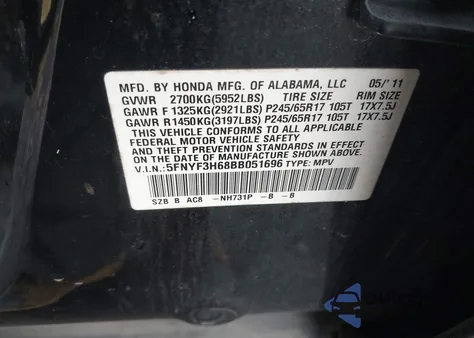 MFD. BY HONDA MFG. OF ALABAMA, LLC 05/'11
GVWR 2700KG(5952LBS) TIRE SIZE RIM SIZE
GAWR F 1325KG(2921LBS) P245/65R17 105T 17X7.5J
GAWR R1450KG(3197LBS) P245/65R17 105T 17X7.5J
THIS VEHICLE CONFORMS TO ALL APPLICABLE
FEDERAL MOTOR VEHICLE SAFETY
AND THEFT PREVENTION STANDARDS IN EFFECT
ON THE DATE OF MANUFACTURE SHOWN ABOVE.
V.I.N.: 5FNYF3H68BB051696 TYPE: MPV
SZB B AC8 -NH731P -B -B